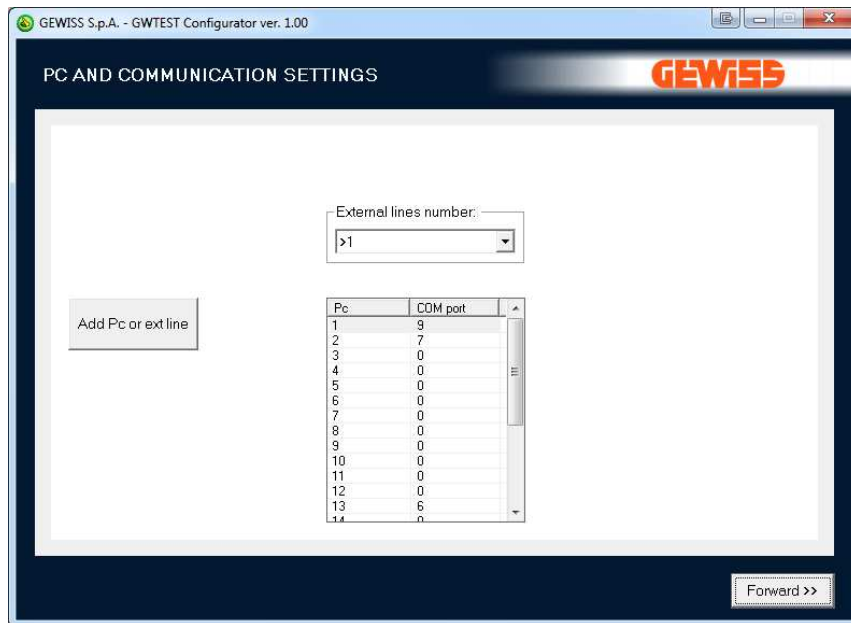 GEWISS S.p.A. - GWTEST Configurator ver. 1.00
PC AND COMMUNICATION SETTINGS
GEWISS
External lines number:
>1
Add Pc or ext line
Pc COM port
1 9
2 7
3 0
4 0
5 0
6 0
7 0
8 0
9 0
10 0
11 0
12 0
13 6
14 0
Forward >>